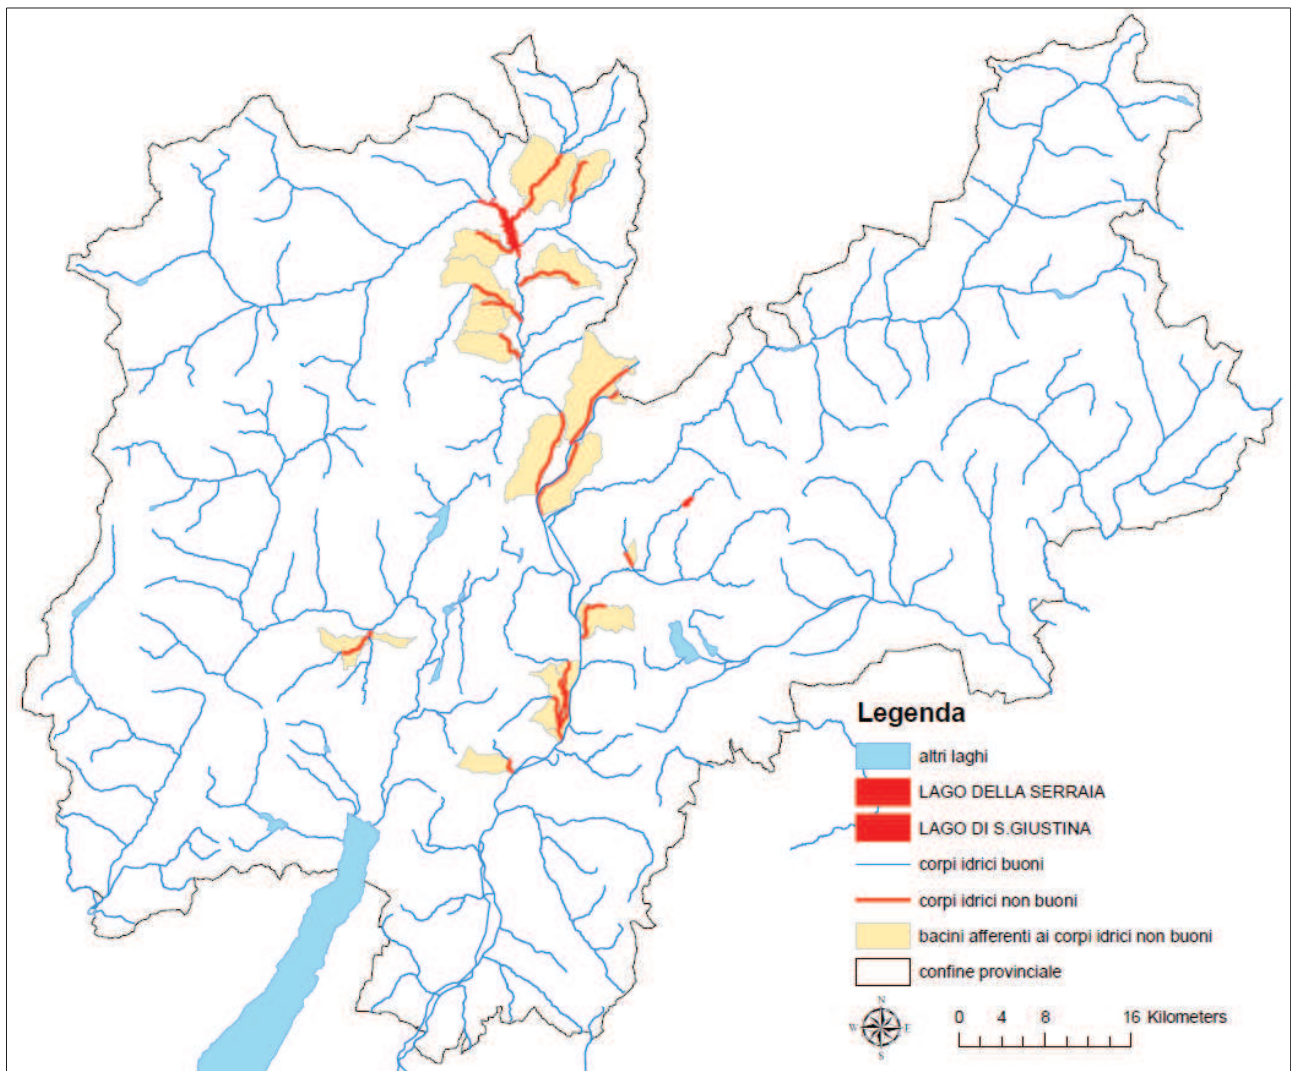 Legenda
altri laghi
LAGO DELLA SERRAIA
LAGO DI S.GIUSTINA
corpi idrici buoni
corpi idrici non buoni
bacini afferenti ai corpi idrici non buoni
confine provinciale
N
W E
S
0 4 8 16 Kilometers